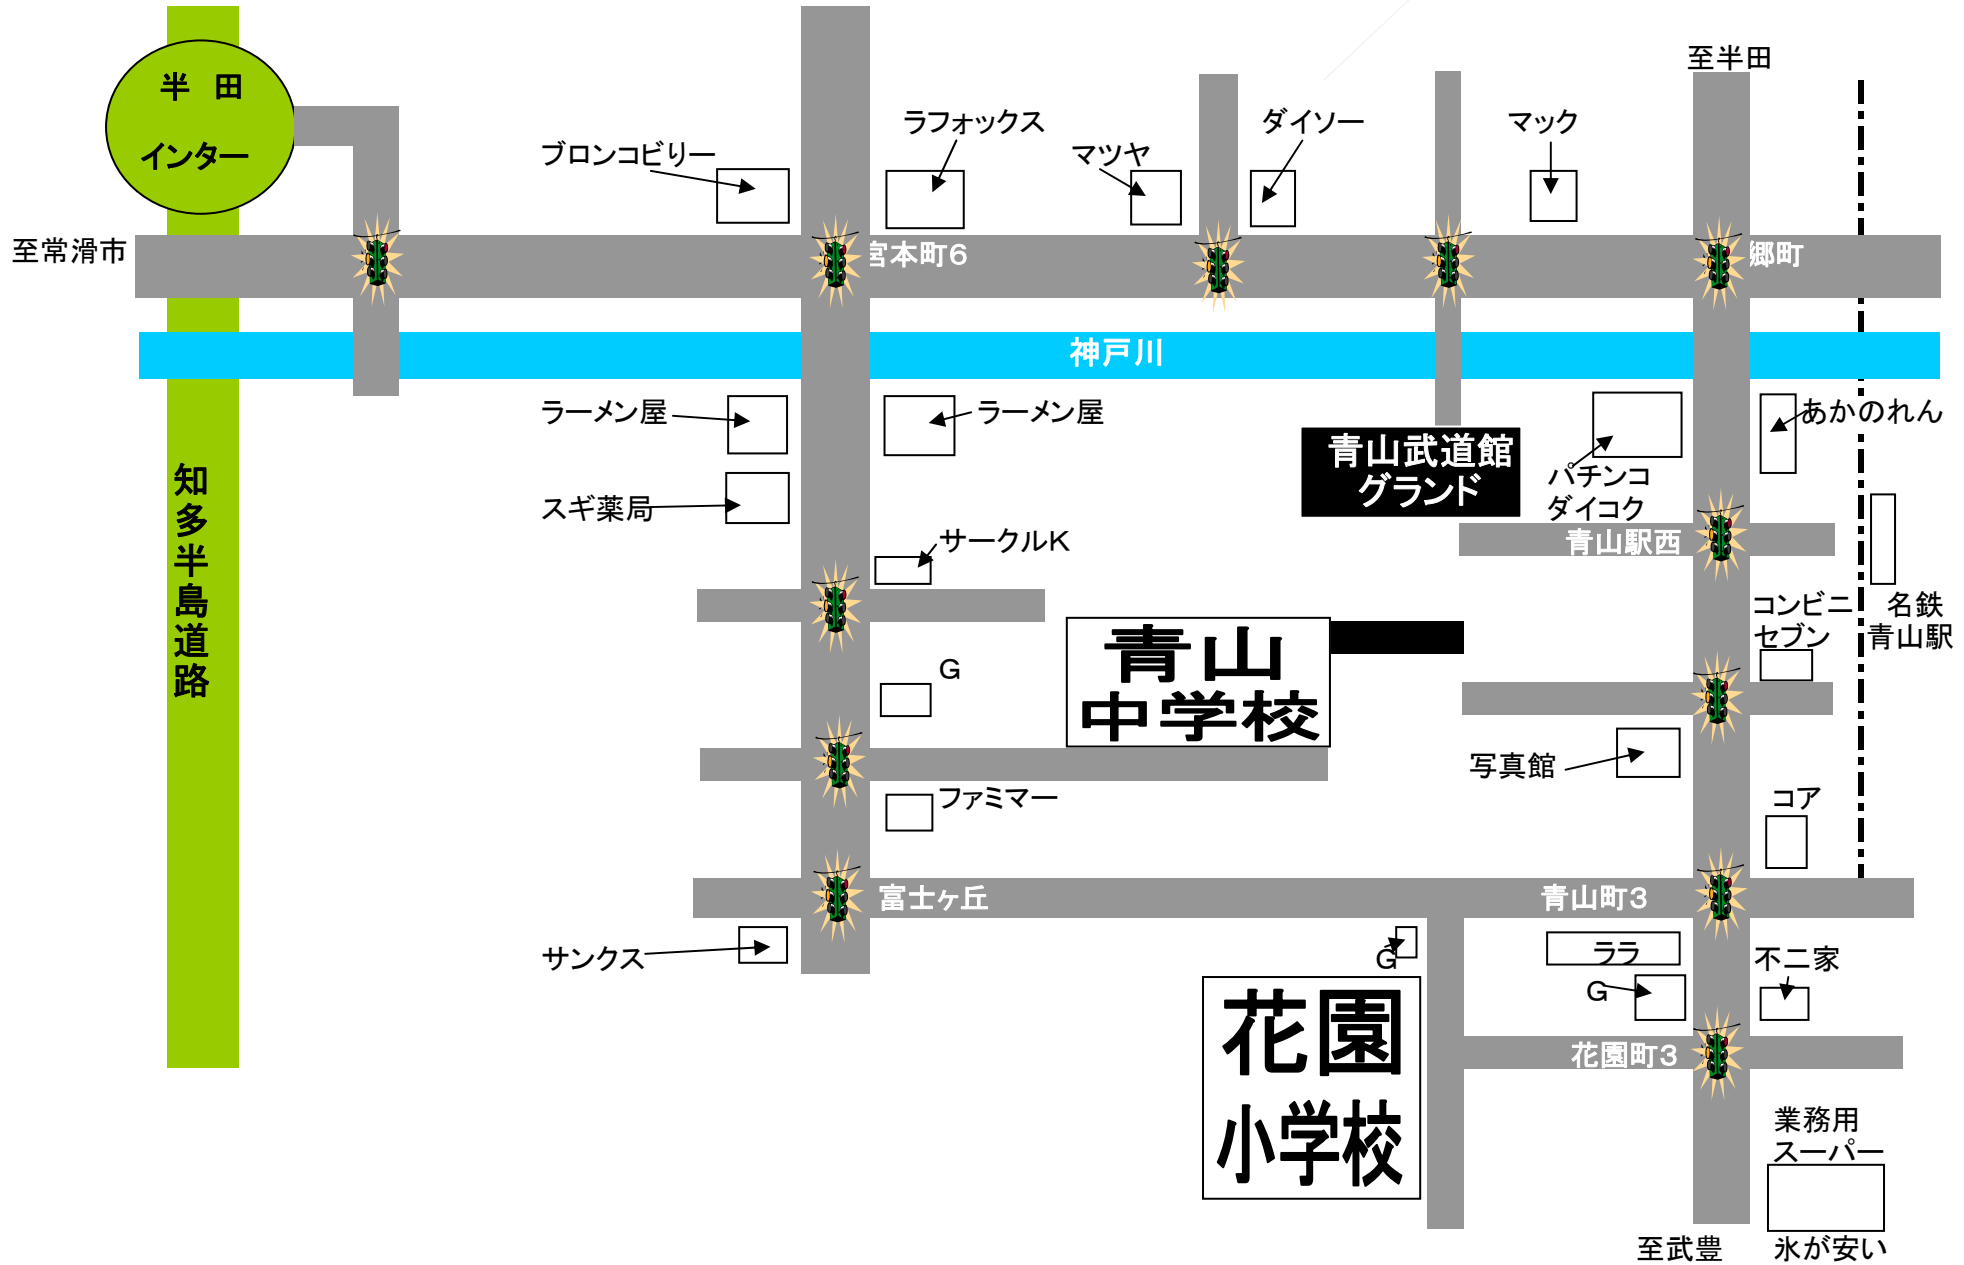 至半田
半 田
インター
ブロンコビリー
ラフォックス
マツヤ
ダイソー
マック
至常滑市
宮本町6
郷町
神戸川
ラーメン屋
ラーメン屋
青山武道館
グランド
パチンコ
ダイコク
あかのれん
知多半島道路
スギ薬局
サークルK
青山駅西
コンビニ
セブン
名鉄
青山駅
青山
中学校
G
写真館
ファミマー
コア
富士ヶ丘
青山町3
サンクス
G
ララ
G
不二家
花園
小学校
花園町3
業務用
スーパー
至武豊
氷が安い